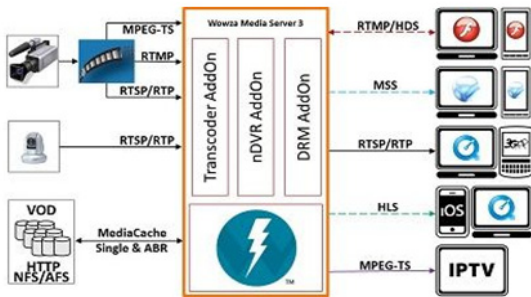 Wowza Media Server 3
MPEG-TS
RTMP
RTSP/RTP
RTSP/RTP
VOD
HTTP
NFS/AFS
MediaCache
Single & ABR
Transcoder AddOn
nDVR AddOn
DRM AddOn
TM
RTMP/HDS
MSS
RTSP/RTP
3GPP
HLS
iOS
MPEG-TS
IPTV